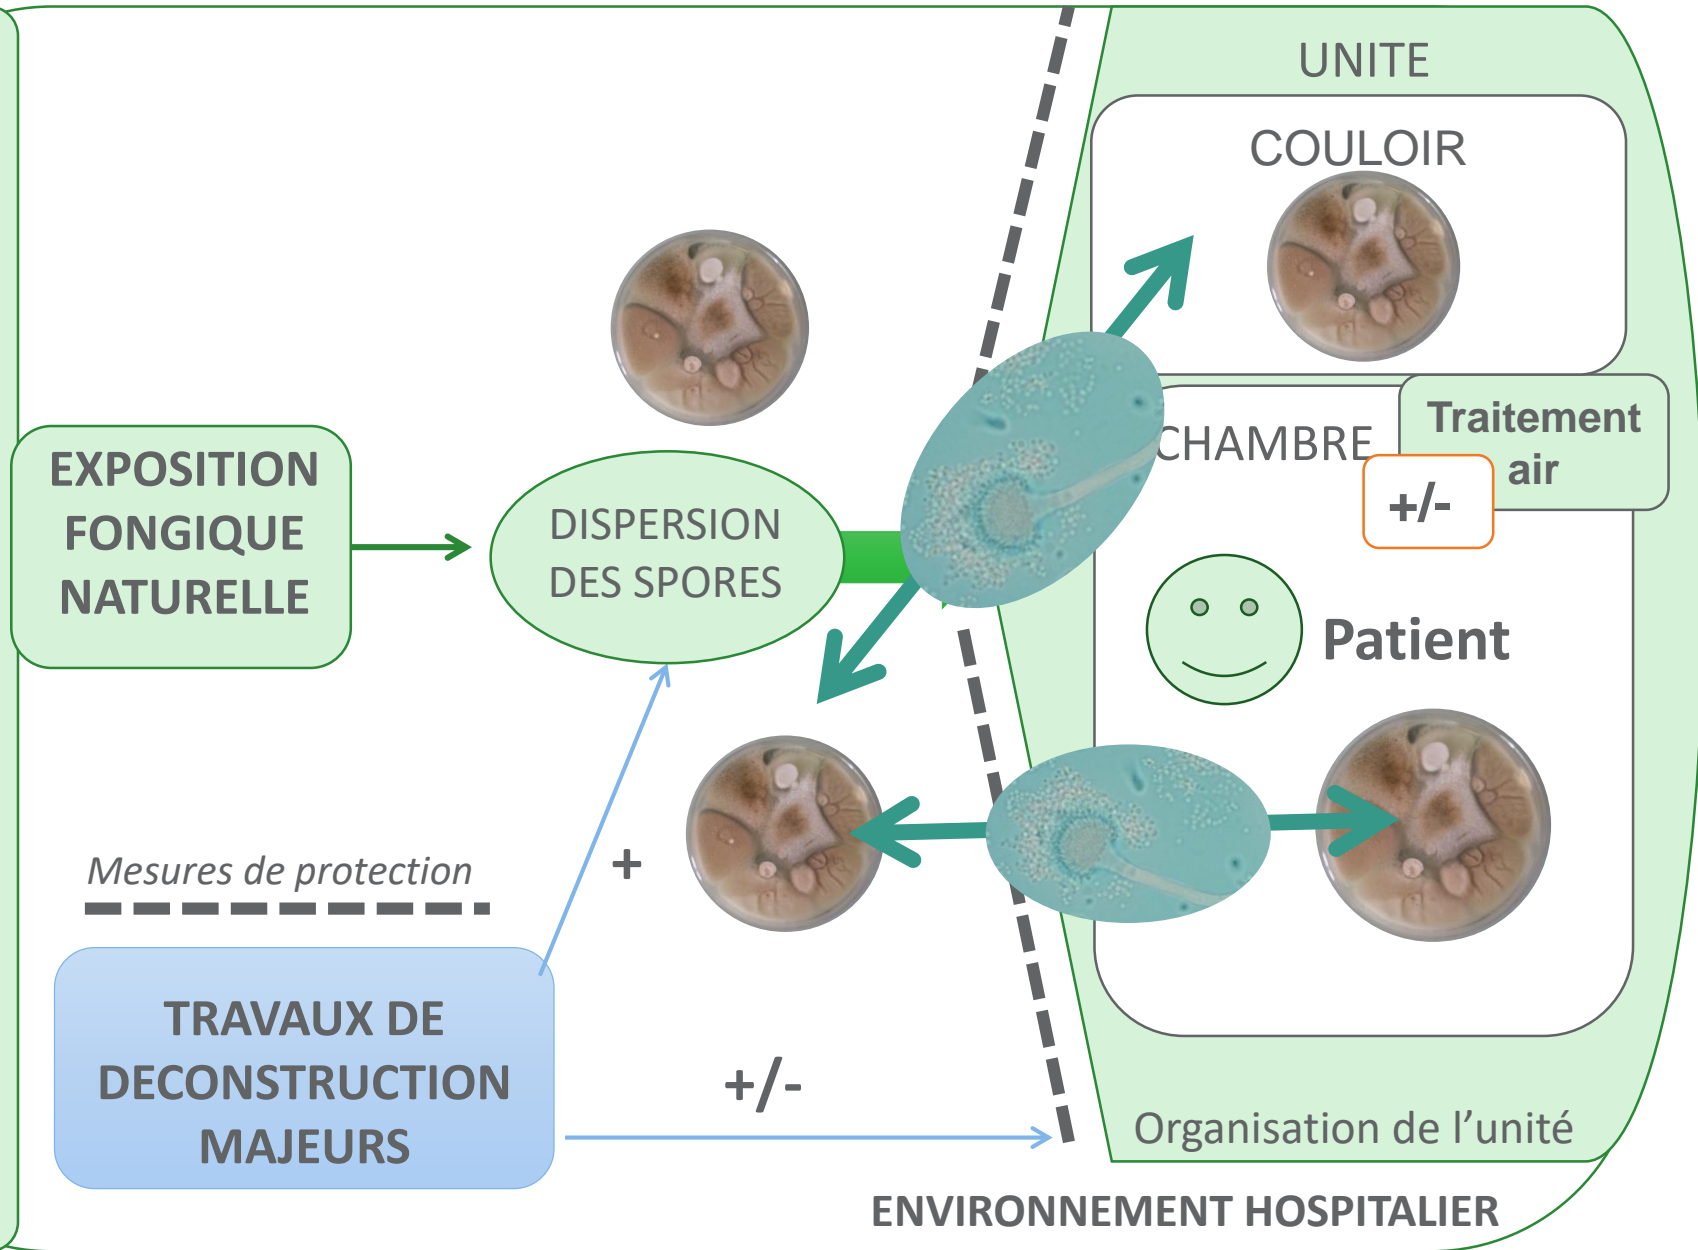 UNITE
COULOIR
CHAMBRE
Traitement
air
+/-
EXPOSITION
FONGIQUE
NATURELLE
DISPERSION
DES SPORES
Patient
Mesures de protection
+
TRAVAUX DE
DECONSTRUCTION
MAJEURS
+/-
Organisation de l’unité
ENVIRONNEMENT HOSPITALIER